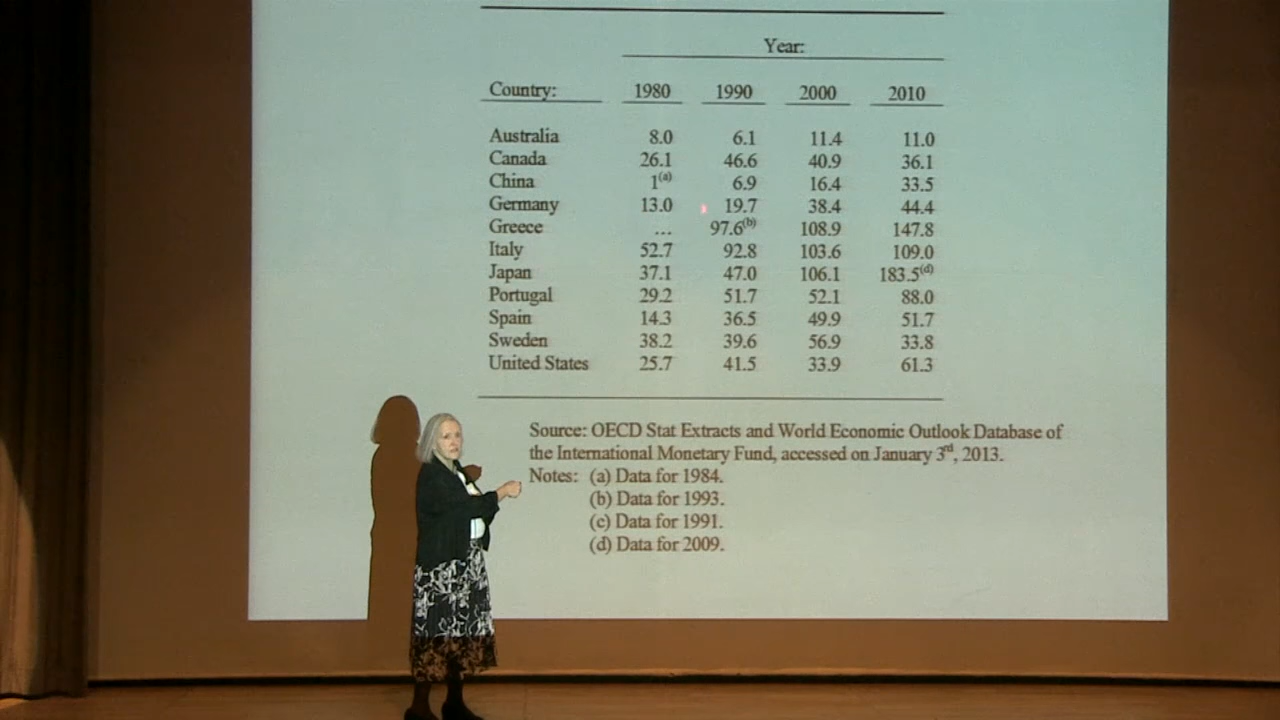 Year:
Country: 1980 1990 2000 2010
Australia 8.0 6.1 11.4 11.0
Canada 26.1 46.6 40.9 36.1
China 1(a) 6.9 16.4 33.5
Germany 13.0 19.7 38.4 44.4
Greece ... 97.6(b) 108.9 147.8
Italy 52.7 92.8 103.6 109.0
Japan 37.1 47.0 106.1 183.5(d)
Portugal 29.2 51.7 52.1 88.0
Spain 14.3 36.5 49.9 51.7
Sweden 38.2 39.6 56.9 33.8
United States 25.7 41.5 33.9 61.3
Source: OECD Stat Extracts and World Economic Outlook Database of
the International Monetary Fund, accessed on January 3rd, 2013.
Notes: (a) Data for 1984.
(b) Data for 1993.
(c) Data for 1991.
(d) Data for 2009.